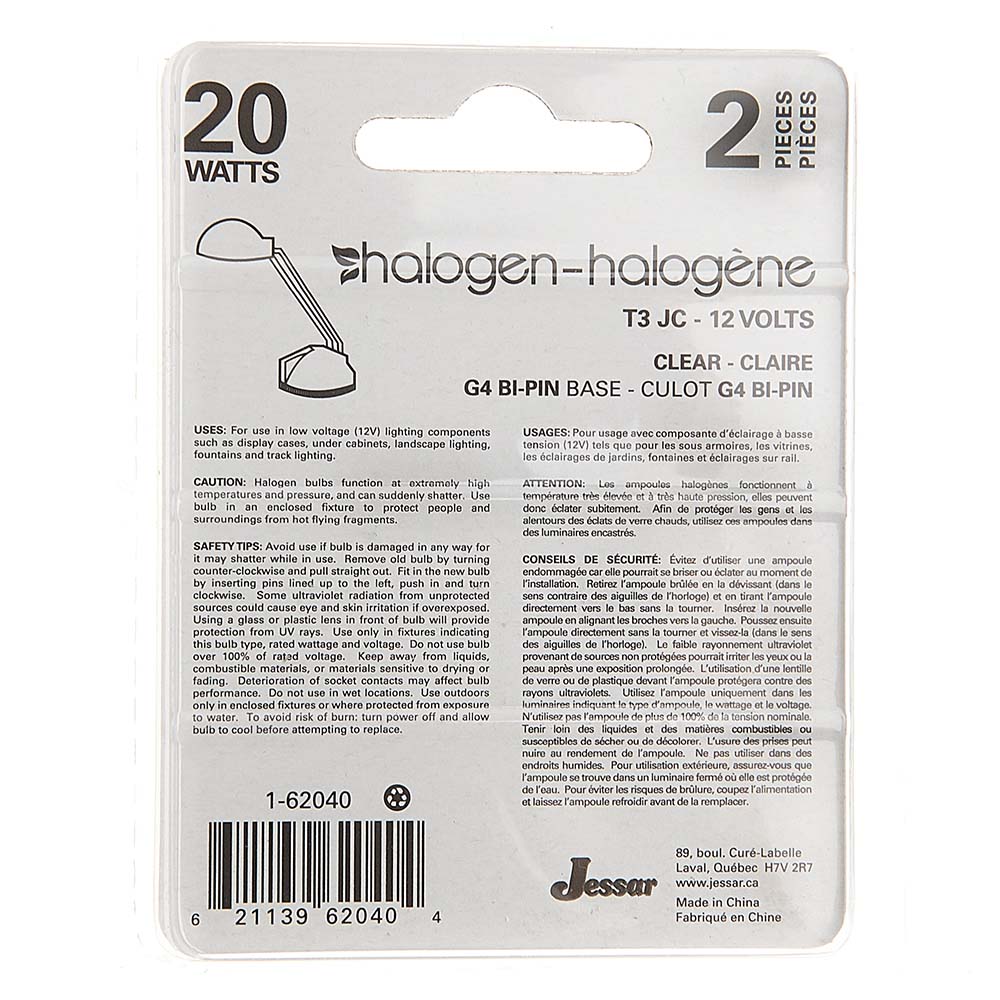 20
WATTS
2
PIECES
PIÈCES
halogen-halogène
T3 JC - 12 VOLTS
CLEAR - CLAIRE
G4 BI-PIN BASE - CULOT G4 BI-PIN
USES: For use in low voltage (12V) lighting components
such as display cases, under cabinets, landscape lighting,
fountains and track lighting.
CAUTION: Halogen bulbs function at extremely high
temperatures and pressure, and can suddenly shatter. Use
bulb in an enclosed fixture to protect people and
surroundings from hot flying fragments.
SAFETY TIPS: Avoid use if bulb is damaged in any way for
it may shatter while in use. Remove old bulb by turning
counter-clockwise and pull straight out. Fit in the new bulb
by inserting pins lined up to the left, push in and turn
clockwise. Some ultraviolet radiation from unprotected
sources could cause eye and skin irritation if overexposed.
Using a glass or plastic lens in front of bulb will provide
protection from UV rays. Use only in fixtures indicating
this bulb type, rated wattage and voltage. Do not use bulb
over 100% of rated voltage. Keep away from liquids,
combustible materials, or materials sensitive to drying or
fading. Deterioration of socket contacts may affect bulb
performance. Do not use in wet locations. Use outdoors
only in enclosed fixtures or where protected from exposure
to water. To avoid risk of burn: turn power off and allow
bulb to cool before attempting to replace.
USAGES: Pour usage avec composante d'éclairage à basse
tension (12V) tels que pour les sous armoires, les vitrines,
les éclairages de jardins, fontaines et éclairages sur rail.
ATTENTION: Les ampoules halogènes fonctionnent à
température très élevée et à très haute pression, elles peuvent
donc éclater subitement. Afin de protéger les gens et les
alentours des éclats de verre chauds, utilisez ces ampoules dans
des luminaires encastrés.
CONSEILS DE SÉCURITÉ: Évitez d'utiliser une ampoule
endommagée car elle pourrait se briser ou éclater au moment de
l'installation. Retirez l'ampoule brûlée en la dévissant (dans le
sens contraire des aiguilles de l'horloge) et en tirant l'ampoule
directement vers le bas sans la tourner. Insérez la nouvelle
ampoule en alignant les broches vers la gauche. Poussez ensuite
l'ampoule directement sans la tourner et vissez-la (dans le sens
des aiguilles de l'horloge). Le faible rayonnement ultraviolet
provenant de sources non protégées pourrait irriter les yeux ou la
peau après une exposition prolongée. L'utilisation d'une lentille
de verre ou de plastique devant l'ampoule protégera contre des
rayons ultraviolets. Utilisez l'ampoule uniquement dans les
luminaires indiquant le type d'ampoule, le wattage et le voltage.
N'utilisez pas l'ampoule de plus de 100% de la tension nominale.
Tenir loin des liquides et des matières combustibles ou
susceptibles de sécher ou de décolorer. L'usure des prises peut
nuire au rendement de l'ampoule. Ne pas utiliser dans des
endroits humides. Pour utilisation extérieure, assurez-vous que
l'ampoule se trouve dans un luminaire fermé où elle est protégée
de l'eau. Pour éviter les risques de brûlure, coupez l'alimentation
et laissez l'ampoule refroidir avant de la remplacer.
1-62040
6 21139 62040 4
Jessar
89, boul. Curé-Labelle
Laval, Québec H7V 2R7
www.jessar.ca
Made in China
Fabriqué en Chine